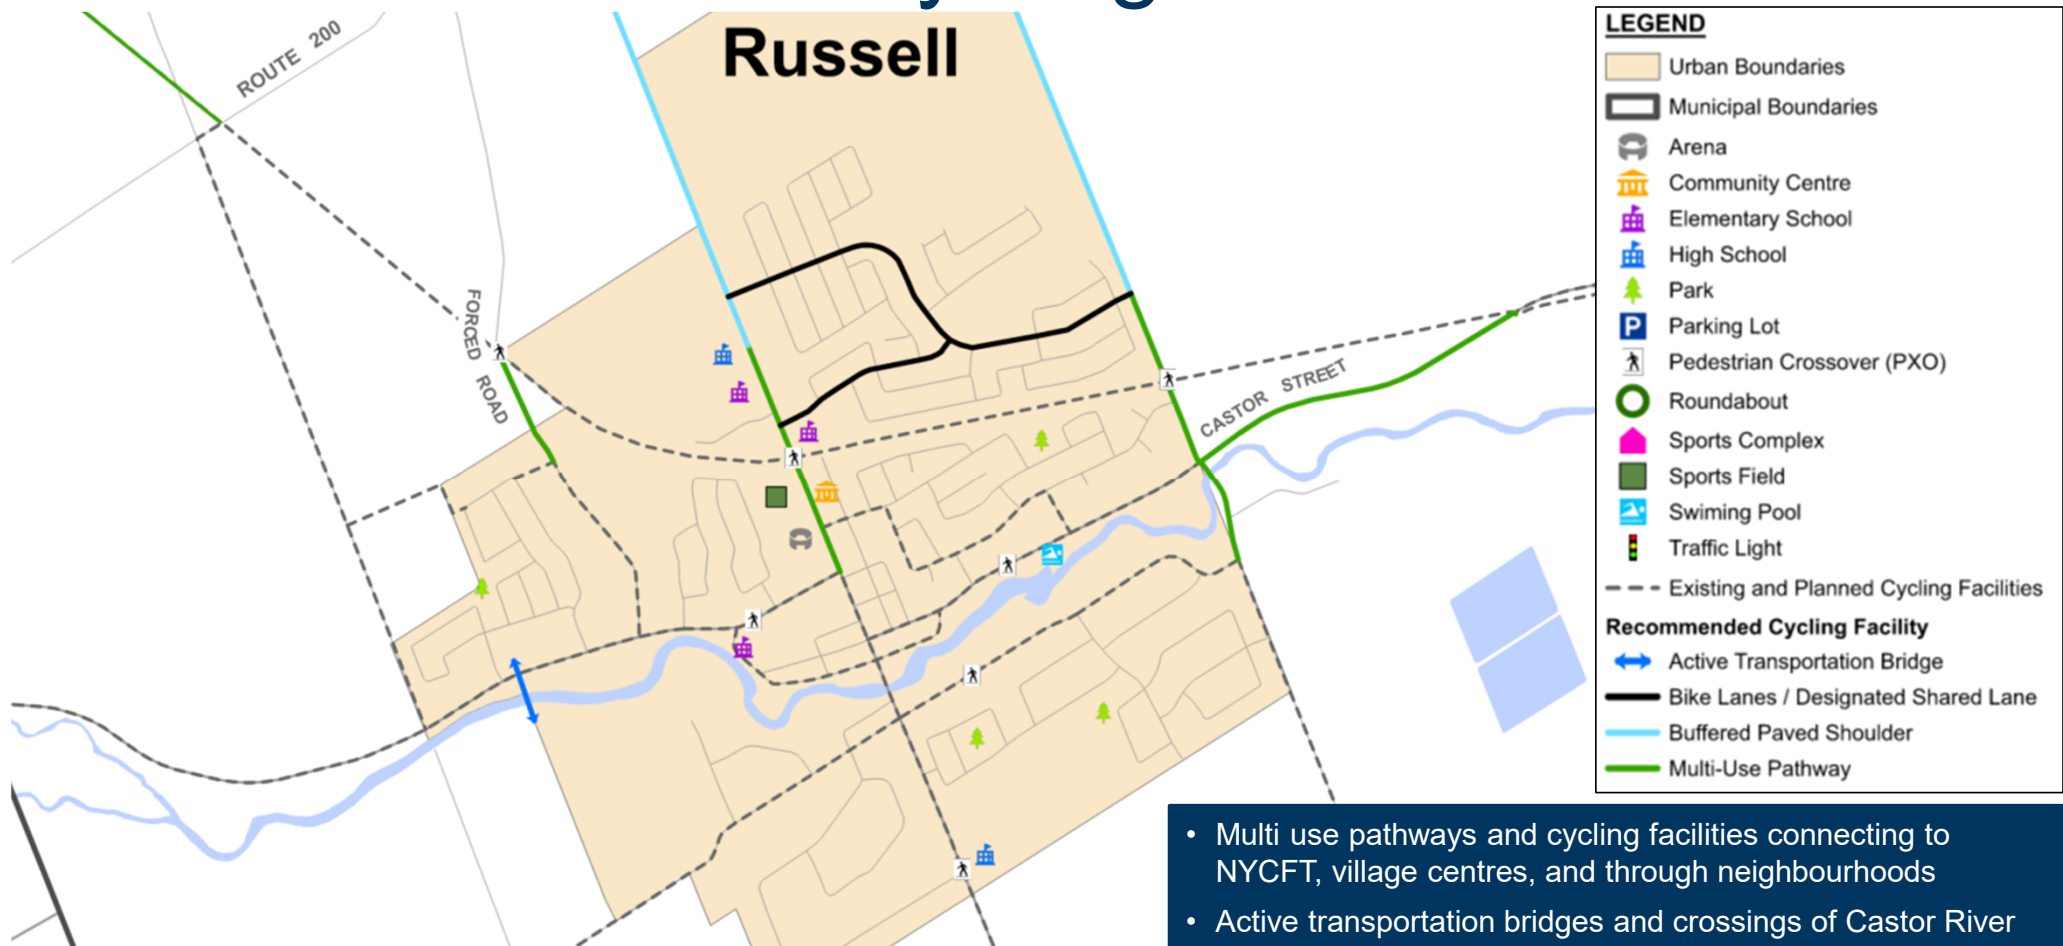 Russell
ROUTE 200
FORCED ROAD
CASTOR STREET
LEGEND
Urban Boundaries
Municipal Boundaries
Arena
Community Centre
Elementary School
High School
Park
P Parking Lot
Pedestrian Crossover (PXO)
Roundabout
Sports Complex
Sports Field
Swiming Pool
Traffic Light
Existing and Planned Cycling Facilities
Recommended Cycling Facility
Active Transportation Bridge
Bike Lanes / Designated Shared Lane
Buffered Paved Shoulder
Multi-Use Pathway
• Multi use pathways and cycling facilities connecting to
NYCFT, village centres, and through neighbourhoods
• Active transportation bridges and crossings of Castor River